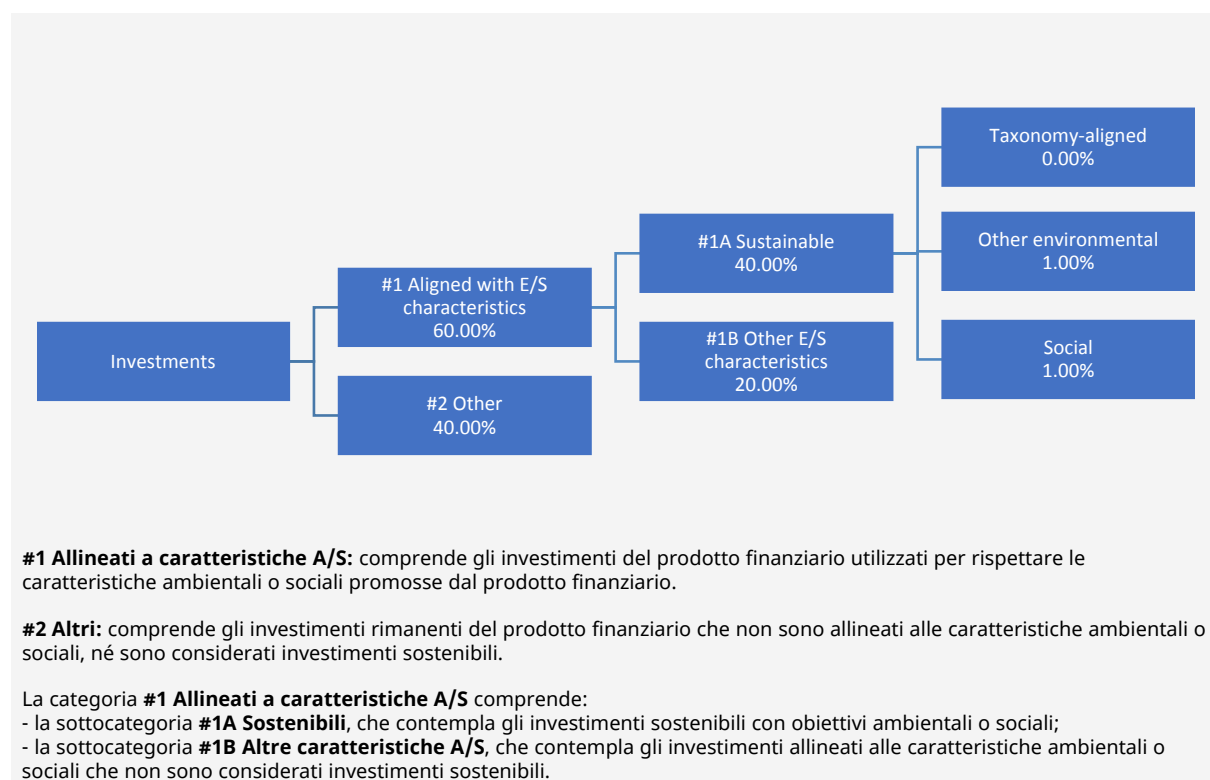 Investments
#1 Aligned with E/S
characteristics
60.00%
#2 Other
40.00%
#1A Sustainable
40.00%
#1B Other E/S
characteristics
20.00%
Taxonomy-aligned
0.00%
Other environmental
1.00%
Social
1.00%
#1 Allineati a caratteristiche A/S: comprende gli investimenti del prodotto finanziario utilizzati per rispettare le
caratteristiche ambientali o sociali promosse dal prodotto finanziario.
#2 Altri: comprende gli investimenti rimanenti del prodotto finanziario che non sono allineati alle caratteristiche ambientali o
sociali, né sono considerati investimenti sostenibili.
La categoria #1 Allineati a caratteristiche A/S comprende:
- la sottocategoria #1A Sostenibili, che contempla gli investimenti sostenibili con obiettivi ambientali o sociali;
- la sottocategoria #1B Altre caratteristiche A/S, che contempla gli investimenti allineati alle caratteristiche ambientali o
sociali che non sono considerati investimenti sostenibili.